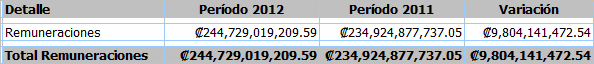 Detalle Período 2012 Período 2011 Variación
Remuneraciones ₡244,729,019,209.59 ₡234,924,877,737.05 ₡9,804,141,472.54
Total Remuneraciones ₡244,729,019,209.59 ₡234,924,877,737.05 ₡9,804,141,472.54